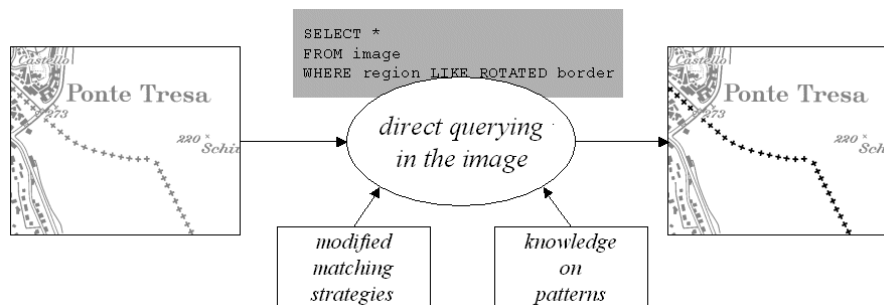 SELECT *
FROM image
WHERE region LIKE ROTATED border
Castello
Ponte Tresa
273
220
Schir
direct querying
in the image
modified
matching
strategies
knowledge
on
patterns
Castello
Ponte Tresa
273
220
Schi